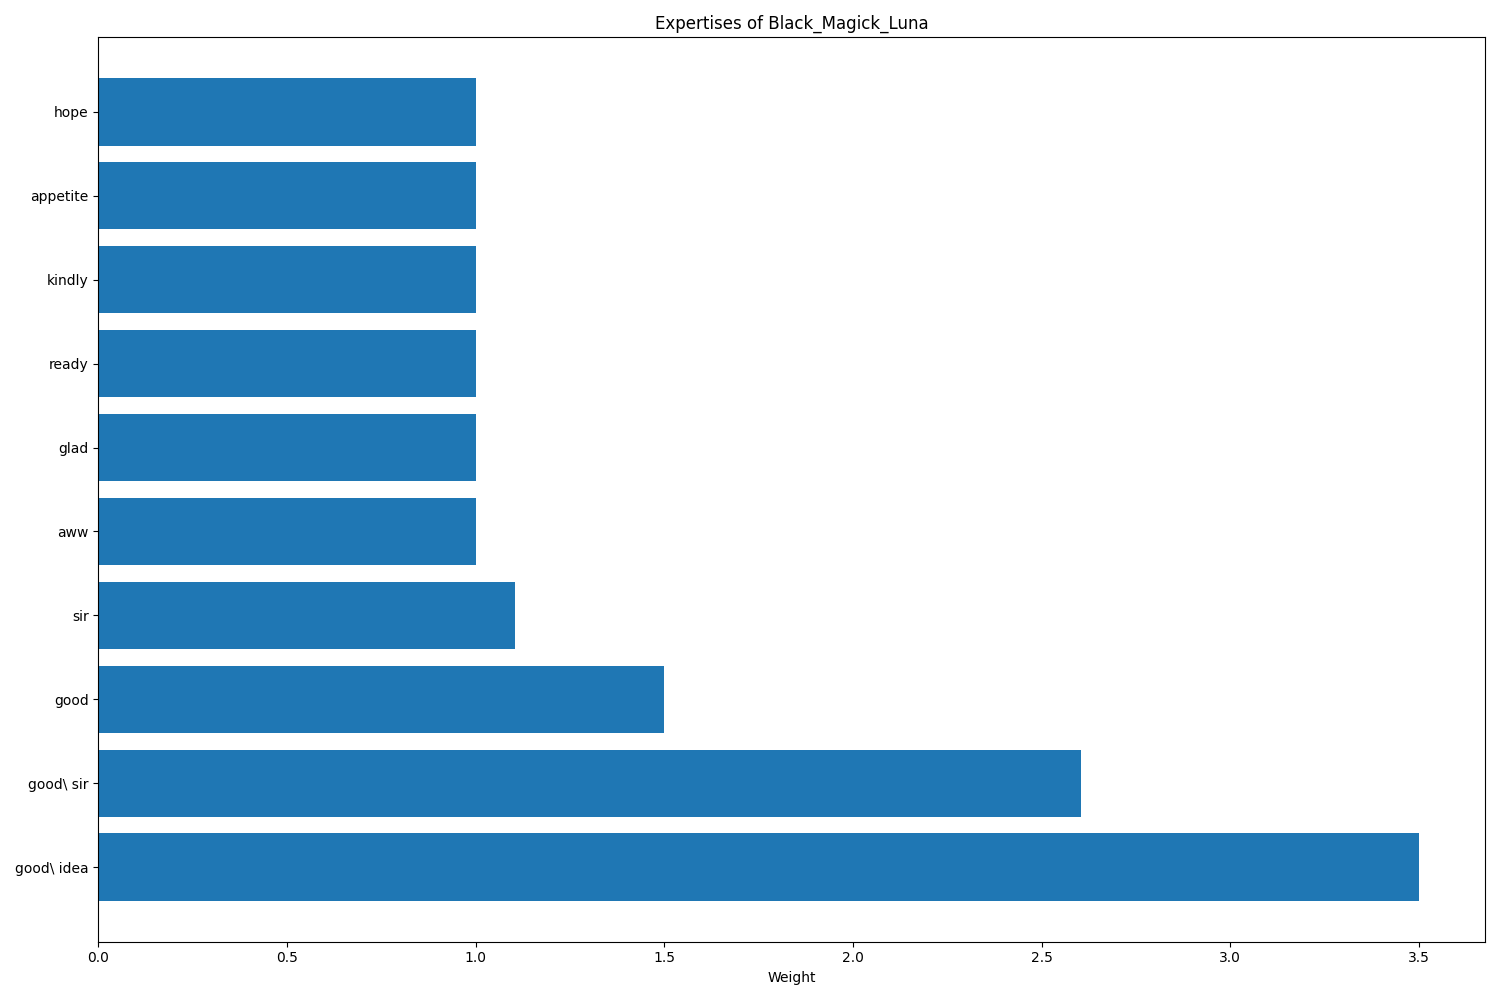 Expertises of Black_Magick_Luna
hope
appetite
kindly
ready
glad
aww
sir
good
good\ sir
good\ idea
0.0 0.5 1.0 1.5 2.0 2.5 3.0 3.5
Weight